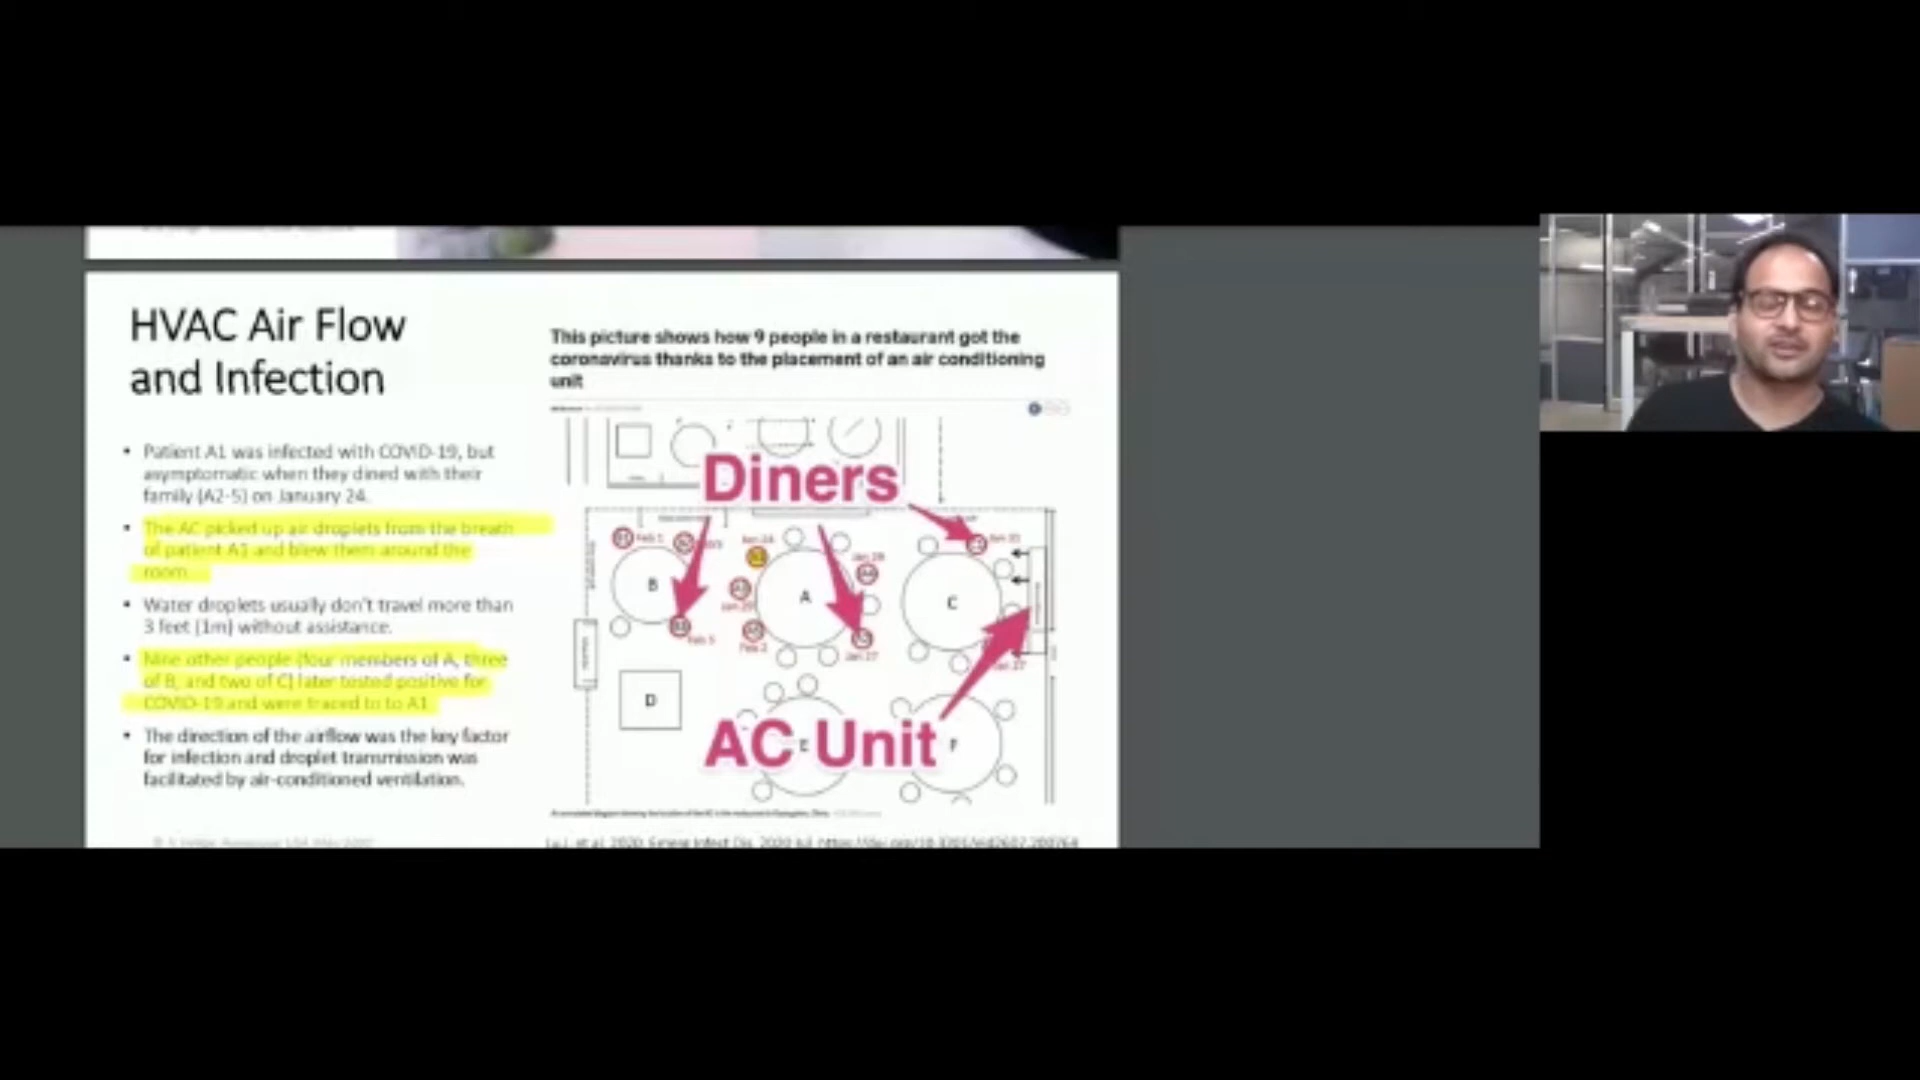 HVAC Air Flow
and Infection
• Patient A1 was infected with COVID-19, but
asymptomatic when they dined with their
family (A2-5) on January 24.
• The AC picked up air droplets from the breath
of patient A1 and blew them around the
room.
• Water droplets usually don't travel more than
3 feet (1m) without assistance.
• Nine other people (four members of A, three
of B, and two of C) later tested positive for
COVID-19 and were traced to to A1.
• The direction of the airflow was the key factor
for infection and droplet transmission was
facilitated by air-conditioned ventilation.
This picture shows how 9 people in a restaurant got the
coronavirus thanks to the placement of an air conditioning
unit
Diners
Feb 1
B
Feb 5
A
Jan 27
C
D
AC Unit
E
F